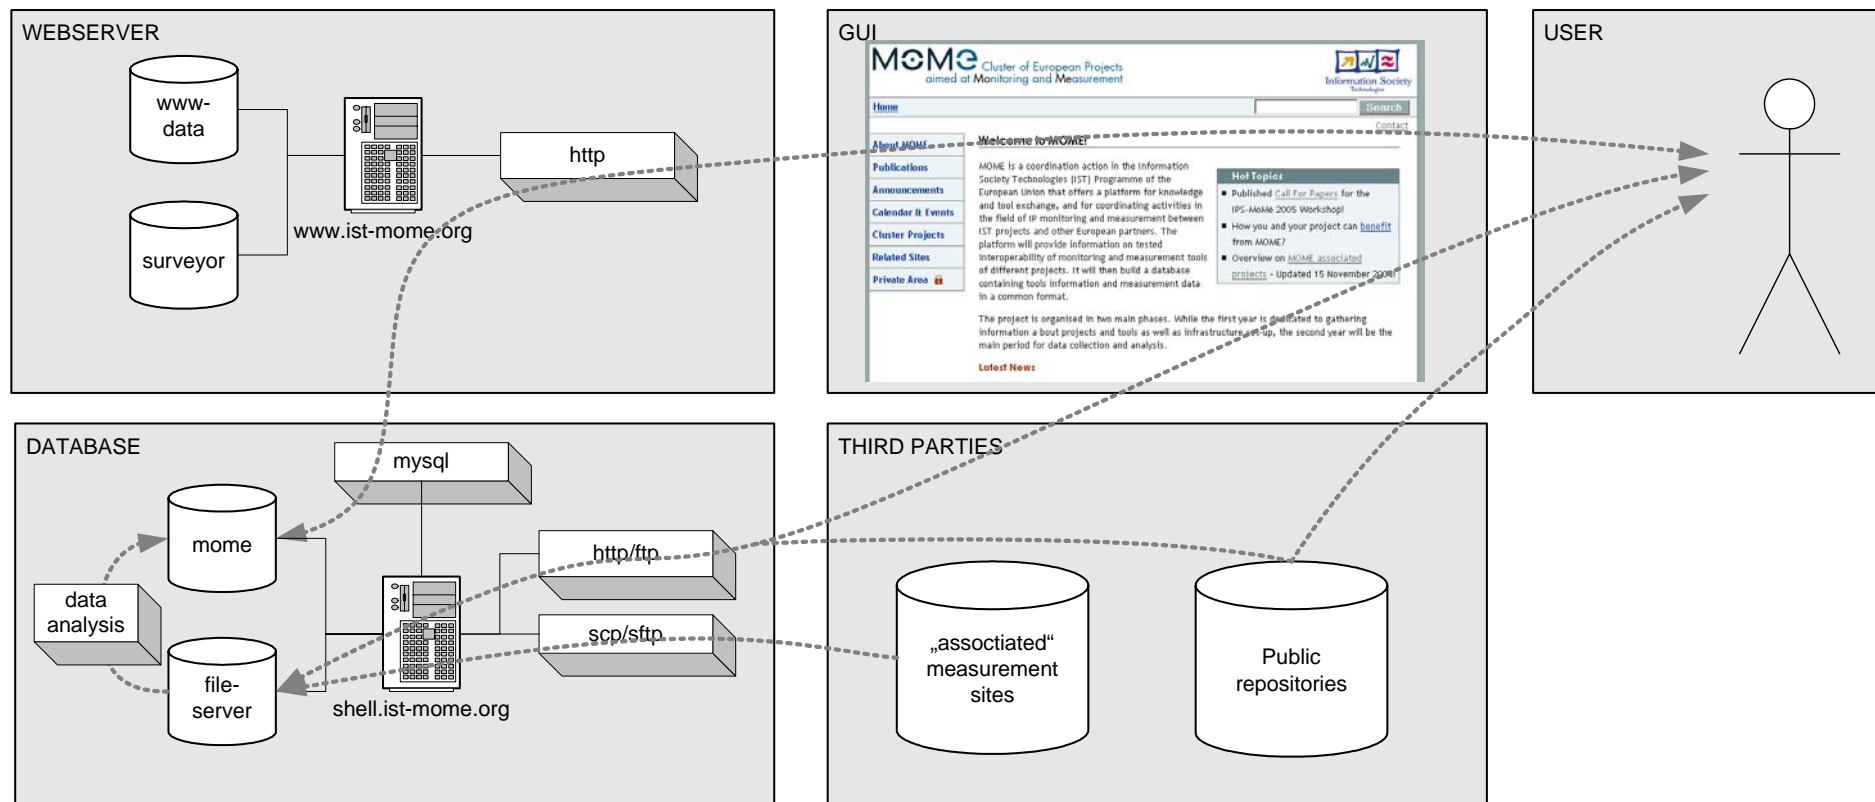 WEBSERVER
www-
data
surveyor
www.ist-mome.org
http
GUI
MOME Cluster of European Projects
aimed at Monitoring and Measurement
Information Society
Technologies
Home
Search
Contact
About MOME
Publications
Announcements
Calendar & Events
Cluster Projects
Related Sites
Private Area
Welcome to MOME!
MOME is a coordination action in the Information
Society Technologies (IST) Programme of the
European Union that offers a platform for knowledge
and tool exchange, and for coordinating activities in
the field of IP monitoring and measurement between
IST projects and other European partners. The
platform will provide information on tested
interoperability of monitoring and measurement tools
of different projects. It will then build a database
containing tools information and measurement data
in a common format.
The project is organised in two main phases. While the first year is dedicated to gathering
information a bout projects and tools as well as infrastructure set-up, the second year will be the
main period for data collection and analysis.
Latest News
Hot Topics
Published Call For Papers for the
IPS-MoMe 2005 Workshop!
How you and your project can benefit
from MOME?
Overview on MOME associated
projects - Updated 15 November 2004!
USER
DATABASE
mysql
mome
http/ftp
data
analysis
scp/sftp
file-
server
shell.ist-mome.org
THIRD PARTIES
„assoctiated“
measurement
sites
Public
repositories